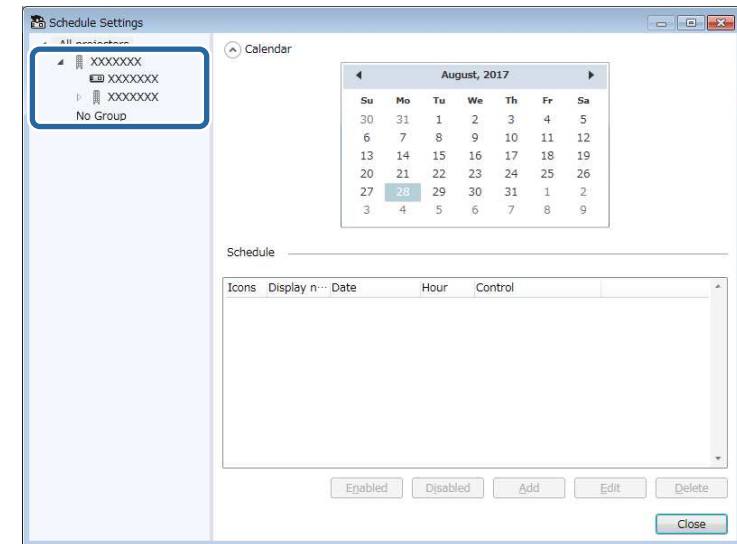 Schedule Settings
All projectors
XXXXXXX
XXXXXXX
XXXXXXX
No Group
Calendar
August, 2017
Su Mo Tu We Th Fr Sa
30 31 1 2 3 4 5
6 7 8 9 10 11 12
13 14 15 16 17 18 19
20 21 22 23 24 25 26
27 28 29 30 31 1 2
3 4 5 6 7 8 9
Schedule
Icons Display n··· Date Hour Control
Enabled Disabled Add Edit Delete
Close